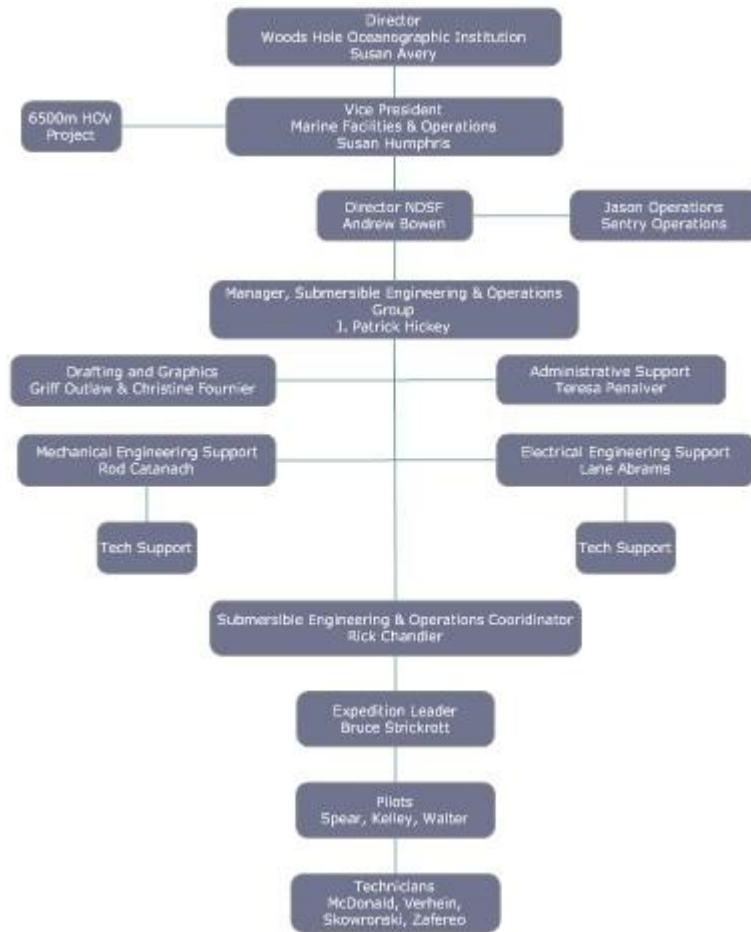 Director
Woods Hole Oceanographic Institution
Susan Avery
6500m HOV
Project
Vice President
Marine Facilities & Operations
Susan Humphris
Director NDSF
Andrew Bowen
Jason Operations
Sentry Operations
Manager, Submersible Engineering & Operations
Group
J. Patrick Hickey
Drafting and Graphics
Griff Outlaw & Christine Fournier
Administrative Support
Teresa Penalver
Mechanical Engineering Support
Rod Catanach
Electrical Engineering Support
Lane Abrams
Tech Support
Tech Support
Submersible Engineering & Operations Cooridinator
Rick Chandler
Expedition Leader
Bruce Strickrott
Pilots
Spear, Kelley, Walter
Technicians
McDonald, Verhein,
Skowronski, Zafereo